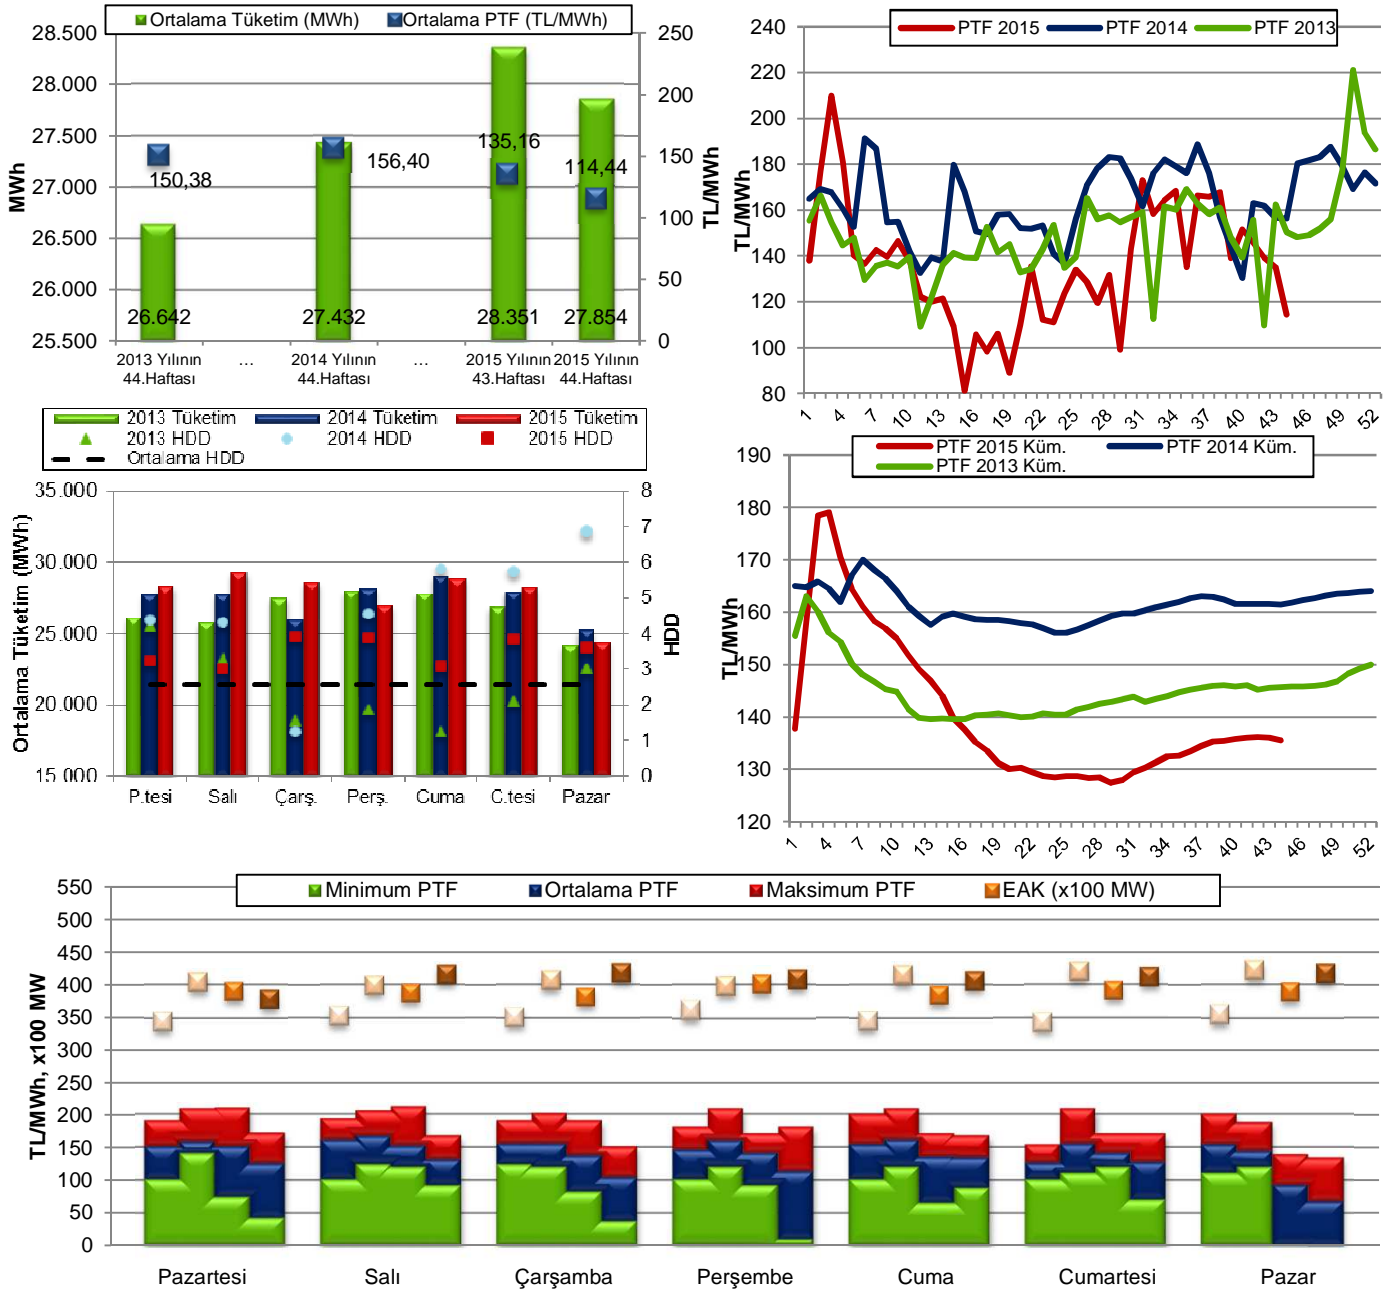 Ortalama Tüketim (MWh) Ortalama PTF (TL/MWh)
28.500
28.000
27.500
27.000
26.500
26.000
25.500
MWh
250
200
150
100
50
0
TL/MWh
150,38
156,40
135,16
114,44
26.642
27.432
28.351
27.854
2013 Yılının
44.Haftası
...
2014 Yılının
44.Haftası
...
2015 Yılının
43.Haftası
2015 Yılının
44.Haftası
PTF 2015 PTF 2014 PTF 2013
240
220
200
180
160
140
120
100
80
TL/MWh
1 4 7 10 13 16 19 22 25 28 31 34 37 40 43 46 49 52
2013 Tüketim 2014 Tüketim 2015 Tüketim
2013 HDD 2014 HDD 2015 HDD
Ortalama HDD
35.000
30.000
25.000
20.000
15.000
Ortalama Tüketim (MWh)
8
7
6
5
4
3
2
1
0
HDD
P.tesi Salı Çarş. Perş. Cuma C.tesi Pazar
PTF 2015 Küm. PTF 2014 Küm.
PTF 2013 Küm.
190
180
170
160
150
140
130
120
TL/MWh
1 4 7 10 13 16 19 22 25 28 31 34 37 40 43 46 49 52
Minimum PTF Ortalama PTF Maksimum PTF EAK (x100 MW)
550
500
450
400
350
300
250
200
150
100
50
0
TL/MWh, x100 MW
Pazartesi Salı Çarşamba Perşembe Cuma Cumartesi Pazar